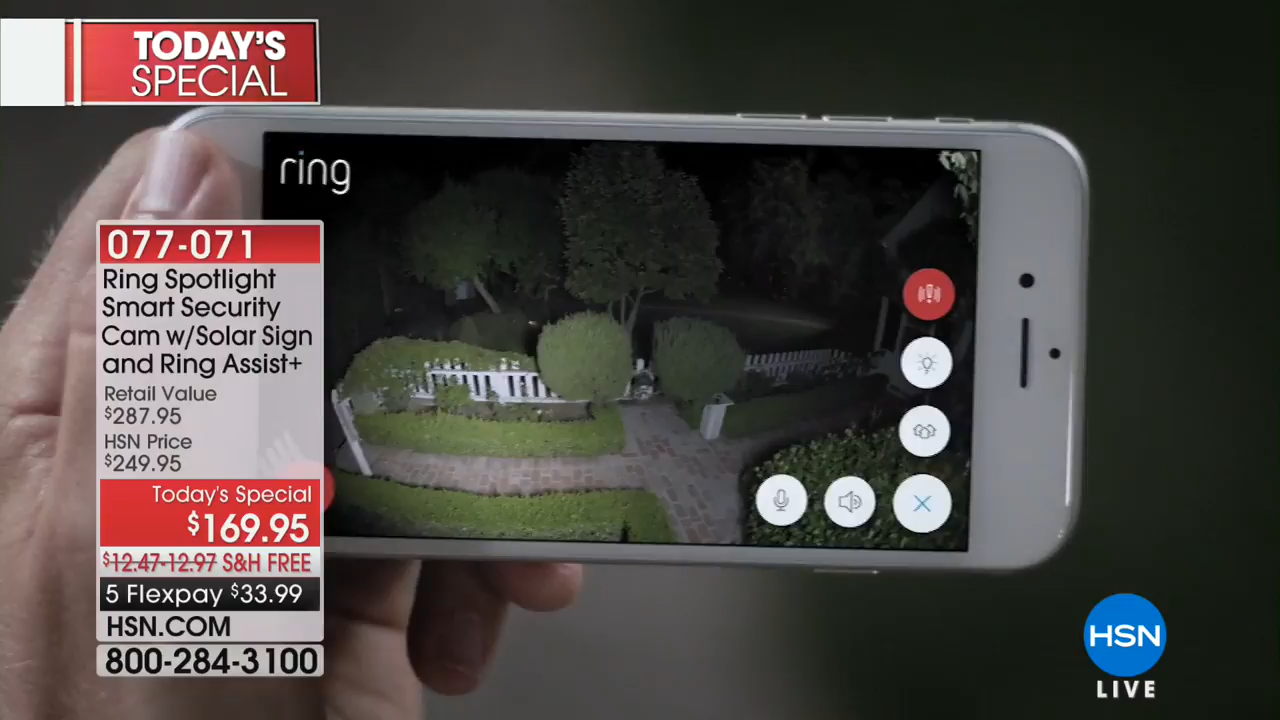 TODAY'S
SPECIAL
ring
077-071
Ring Spotlight
Smart Security
Cam w/Solar Sign
and Ring Assist+
Retail Value
$287.95
HSN Price
$249.95
Today's Special
$169.95
$12.47-12.97 S&H FREE
5 Flexpay $33.99
HSN.COM
800-284-3100
HSN
LIVE